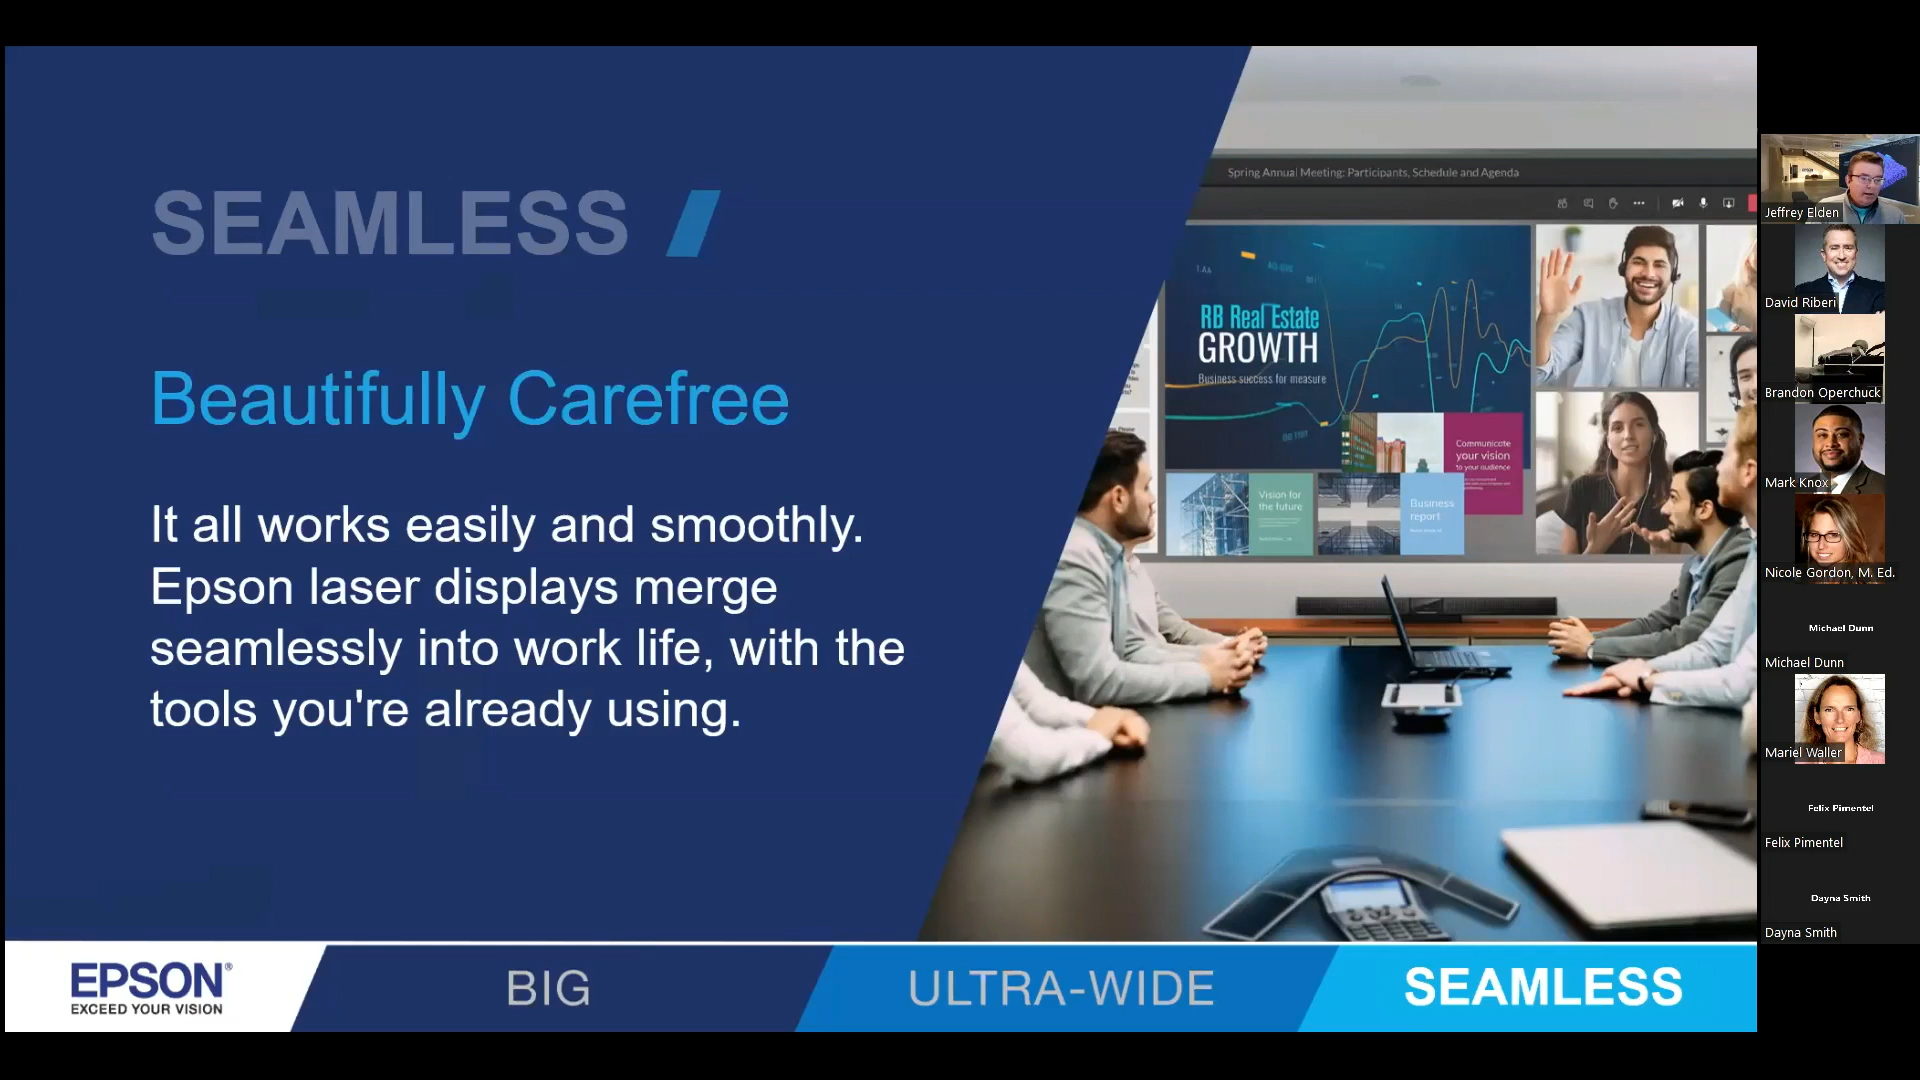 SEAMLESS
Beautifully Carefree
It all works easily and smoothly.
Epson laser displays merge
seamlessly into work life, with the
tools you're already using.
Spring Annual Meeting: Participants, Schedule and Agenda
RB Real Estate
GROWTH
Business success for measure
Communicate
your vision
to your audience
Vision for
the future
Business
report
EPSON®
EXCEED YOUR VISION
BIG
ULTRA-WIDE
SEAMLESS
Jeffrey Elden
David Riberi
Brandon Operchuck
Mark Knox
Nicole Gordon, M. Ed.
Michael Dunn
Michael Dunn
Mariel Waller
Felix Pimentel
Felix Pimentel
Dayna Smith
Dayna Smith